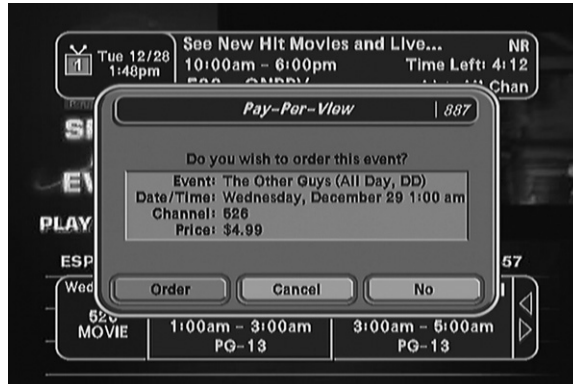 See New Hit Movies and Live... NR
Tue 12/28
10:00am - 6:00pm Time Left: 4:12
1
1:48pm
Chan
Pay-Per-View 887
Do you wish to order this event?
Event: The Other Guys (All Day, DD)
Date/Time: Wednesday, December 29 1:00 am
Channel: 526
Price: $4.99
PLAY
ESP 57
Wed
Order Cancel No
526
MOVIE
1:00am - 3:00am 3:00am - 5:00am
PG-13 PG-13